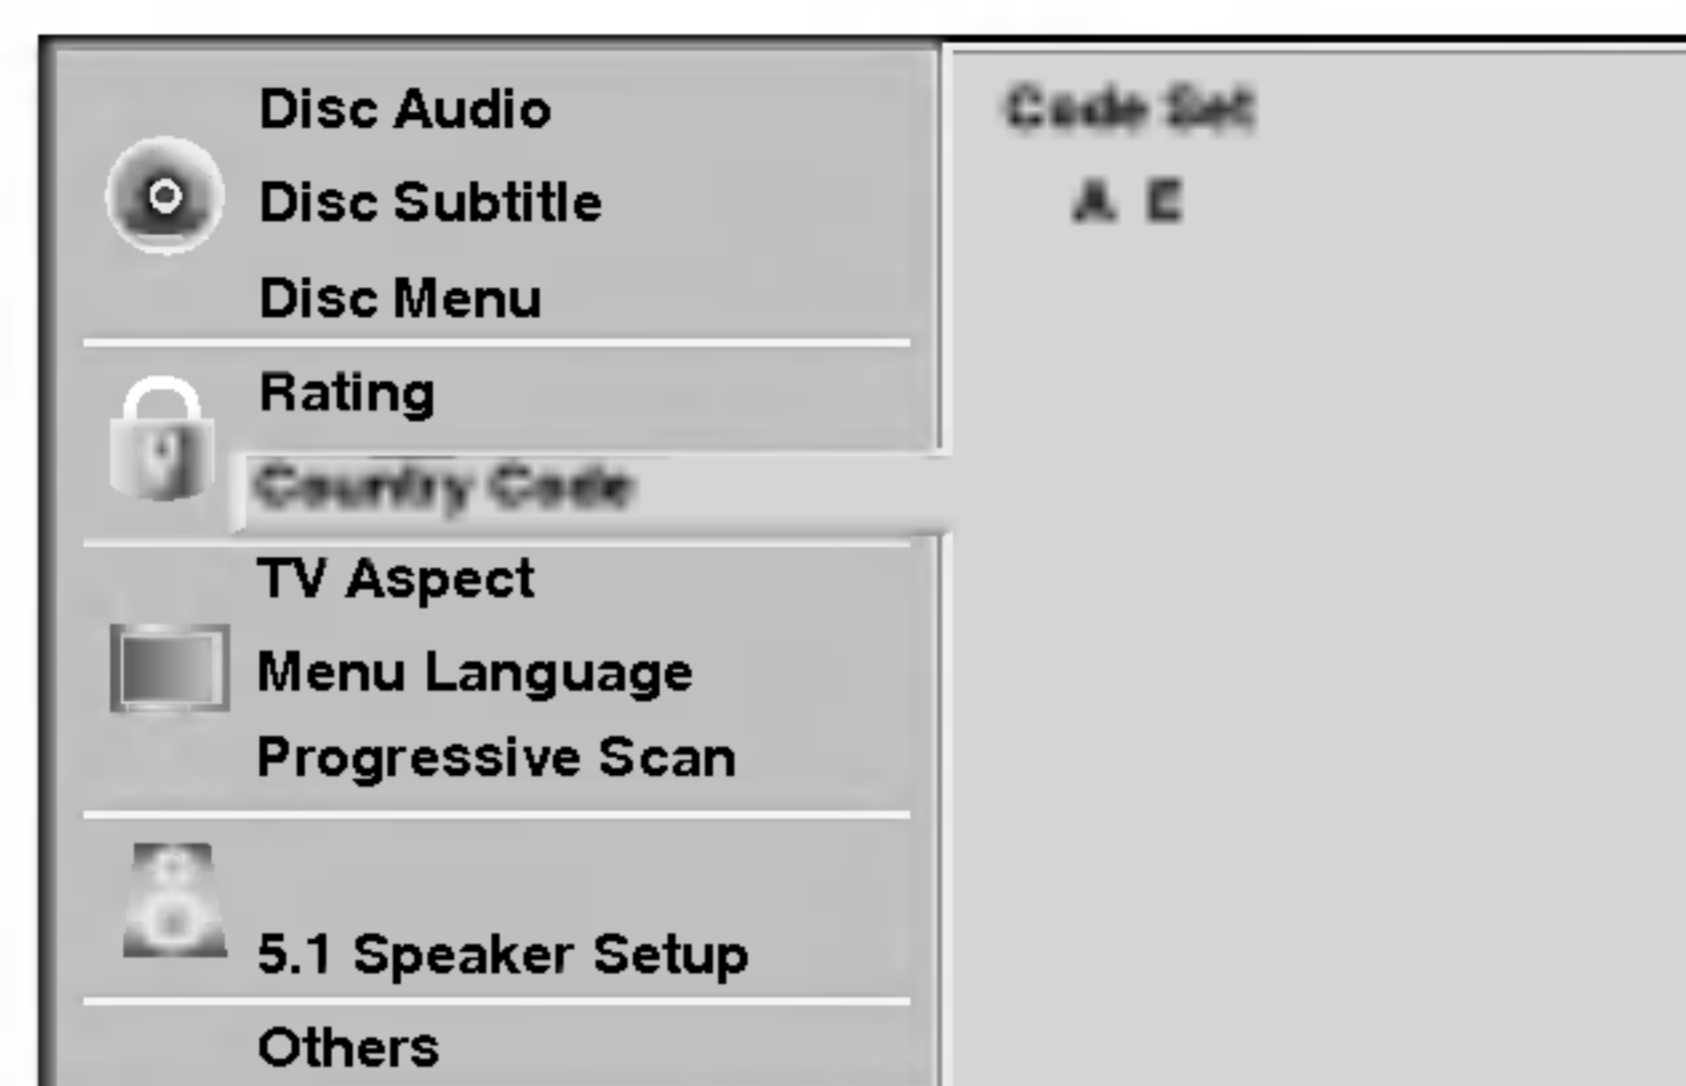 Disc Audio
Disc Subtitle
Disc Menu
Rating
Country Code
TV Aspect
Menu Language
Progressive Scan
5.1 Speaker Setup
Others
Code Set
A E